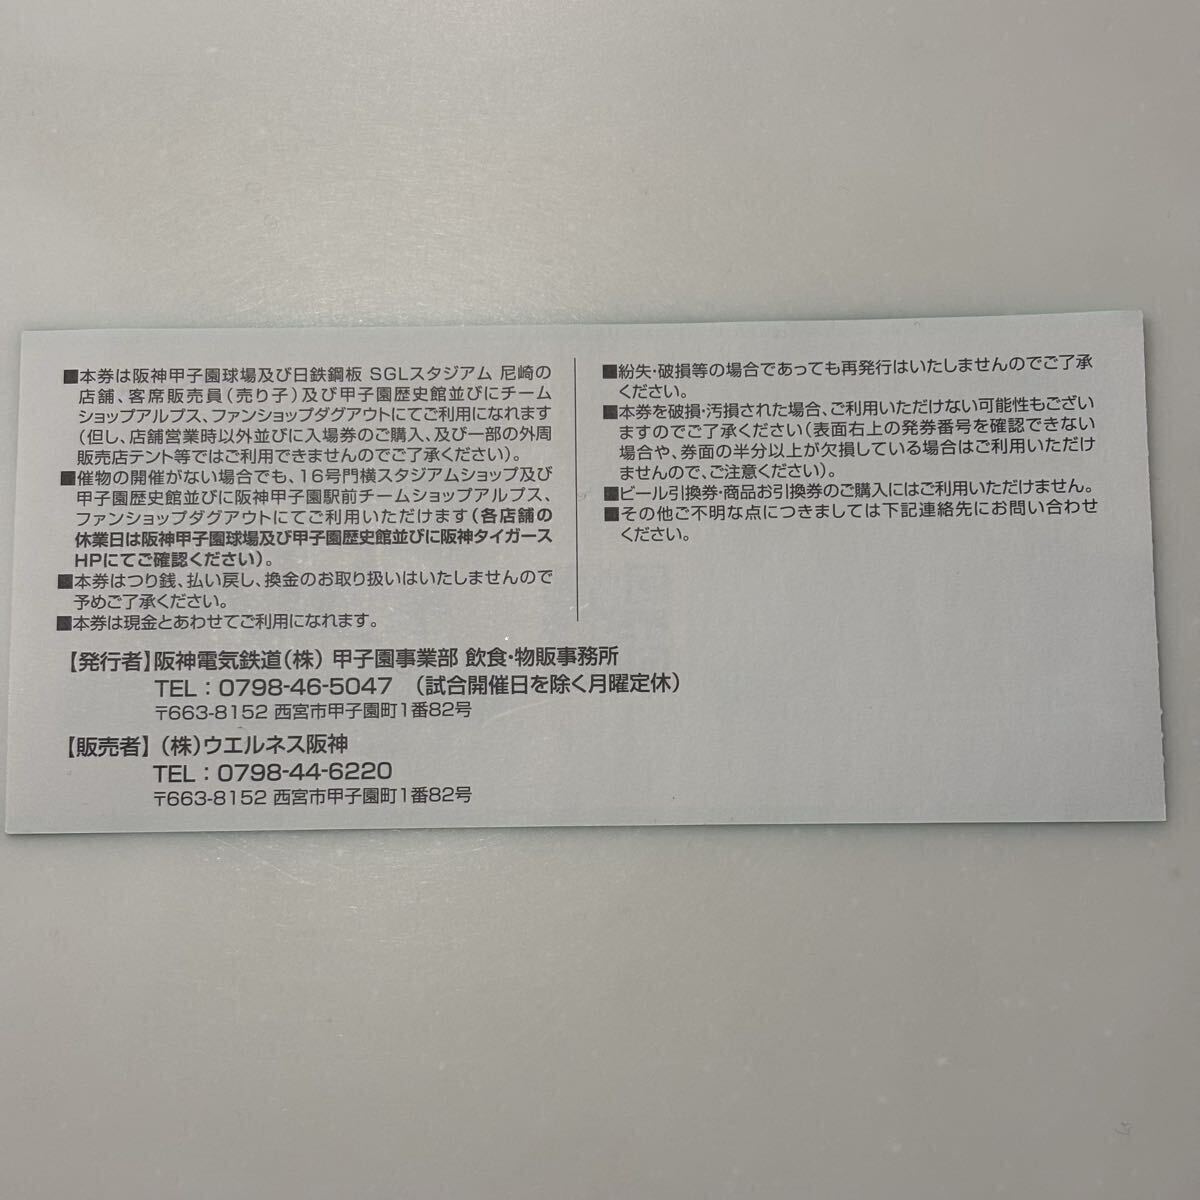 ■本券は阪神甲子園球場及び日鉄鋼板 SGLスタジアム 尼崎の
店舗、客席販売員(売り子)及び甲子園歴史館並びにチーム
ショップアルプス、ファンショップダグアウトにてご利用になれます
(但し、店舗営業時以外並びに入場券のご購入、及び一部の外周
販売店テント等ではご利用できませんのでご了承ください)。
■催物の開催がない場合でも、16号門横スタジアムショップ及び
甲子園歴史館並びに阪神甲子園駅前チームショップアルプス、
ファンショップダグアウトにてご利用いただけます(各店舗の
休業日は阪神甲子園球場及び甲子園歴史館並びに阪神タイガース
HPにてご確認ください)。
■本券はつり銭、払い戻し、換金のお取り扱いはいたしませんので
予めご了承ください。
■本券は現金とあわせてご利用になれます。
■紛失・破損等の場合であっても再発行はいたしませんのでご了承
ください。
■本券を破損・汚損された場合、ご利用いただけない可能性もござい
ますのでご了承ください(表面右上の発券番号を確認できない
場合や、券面の半分以上が欠損している場合はご利用いただけ
ませんので、ご注意ください)。
■ビール引換券・商品お引換券のご購入にはご利用いただけません。
■その他ご不明な点につきましては下記連絡先にお問い合わせ
ください。
【発行者】阪神電気鉄道(株) 甲子園事業部 飲食・物販事務所
TEL：0798-46-5047 (試合開催日を除く月曜定休)
〒663-8152 西宮市甲子園町1番82号
【販売者】(株)ウエルネス阪神
TEL：0798-44-6220
〒663-8152 西宮市甲子園町1番82号